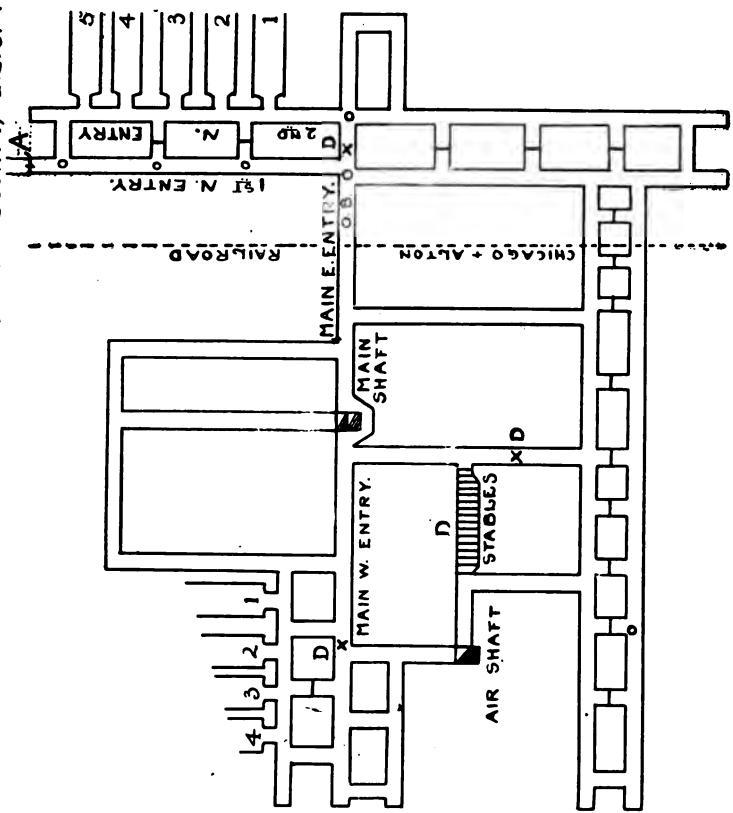 5
4
3
2
1
A
ENTRY
N.
2ND
D
X
1ST N. ENTRY.
O.B.
MAIN E. ENTRY.
RAILROAD
CHICAGO + ALTON
MAIN
SHAFT
X D
MAIN W. ENTRY.
D
STABLES
AIR SHAFT
1
2
3
4
D
X